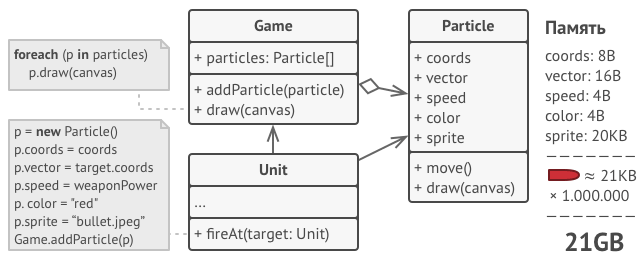 foreach (p in particles)
p.draw(canvas)
p = new Particle()
p.coords = coords
p.vector = target.coords
p.speed = weaponPower
p. color = "red"
p.sprite = “bullet.jpeg”
Game.addParticle(p)
Game
+ particles: Particle[]
+ addParticle(particle)
+ draw(canvas)
Unit
...
+ fireAt(target: Unit)
Particle
+ coords
+ vector
+ speed
+ color
+ sprite
+ move()
+ draw(canvas)
Память
coords: 8B
vector: 16B
speed: 4B
color: 4B
sprite: 20KB
≈ 21KB
× 1.000.000
21GB